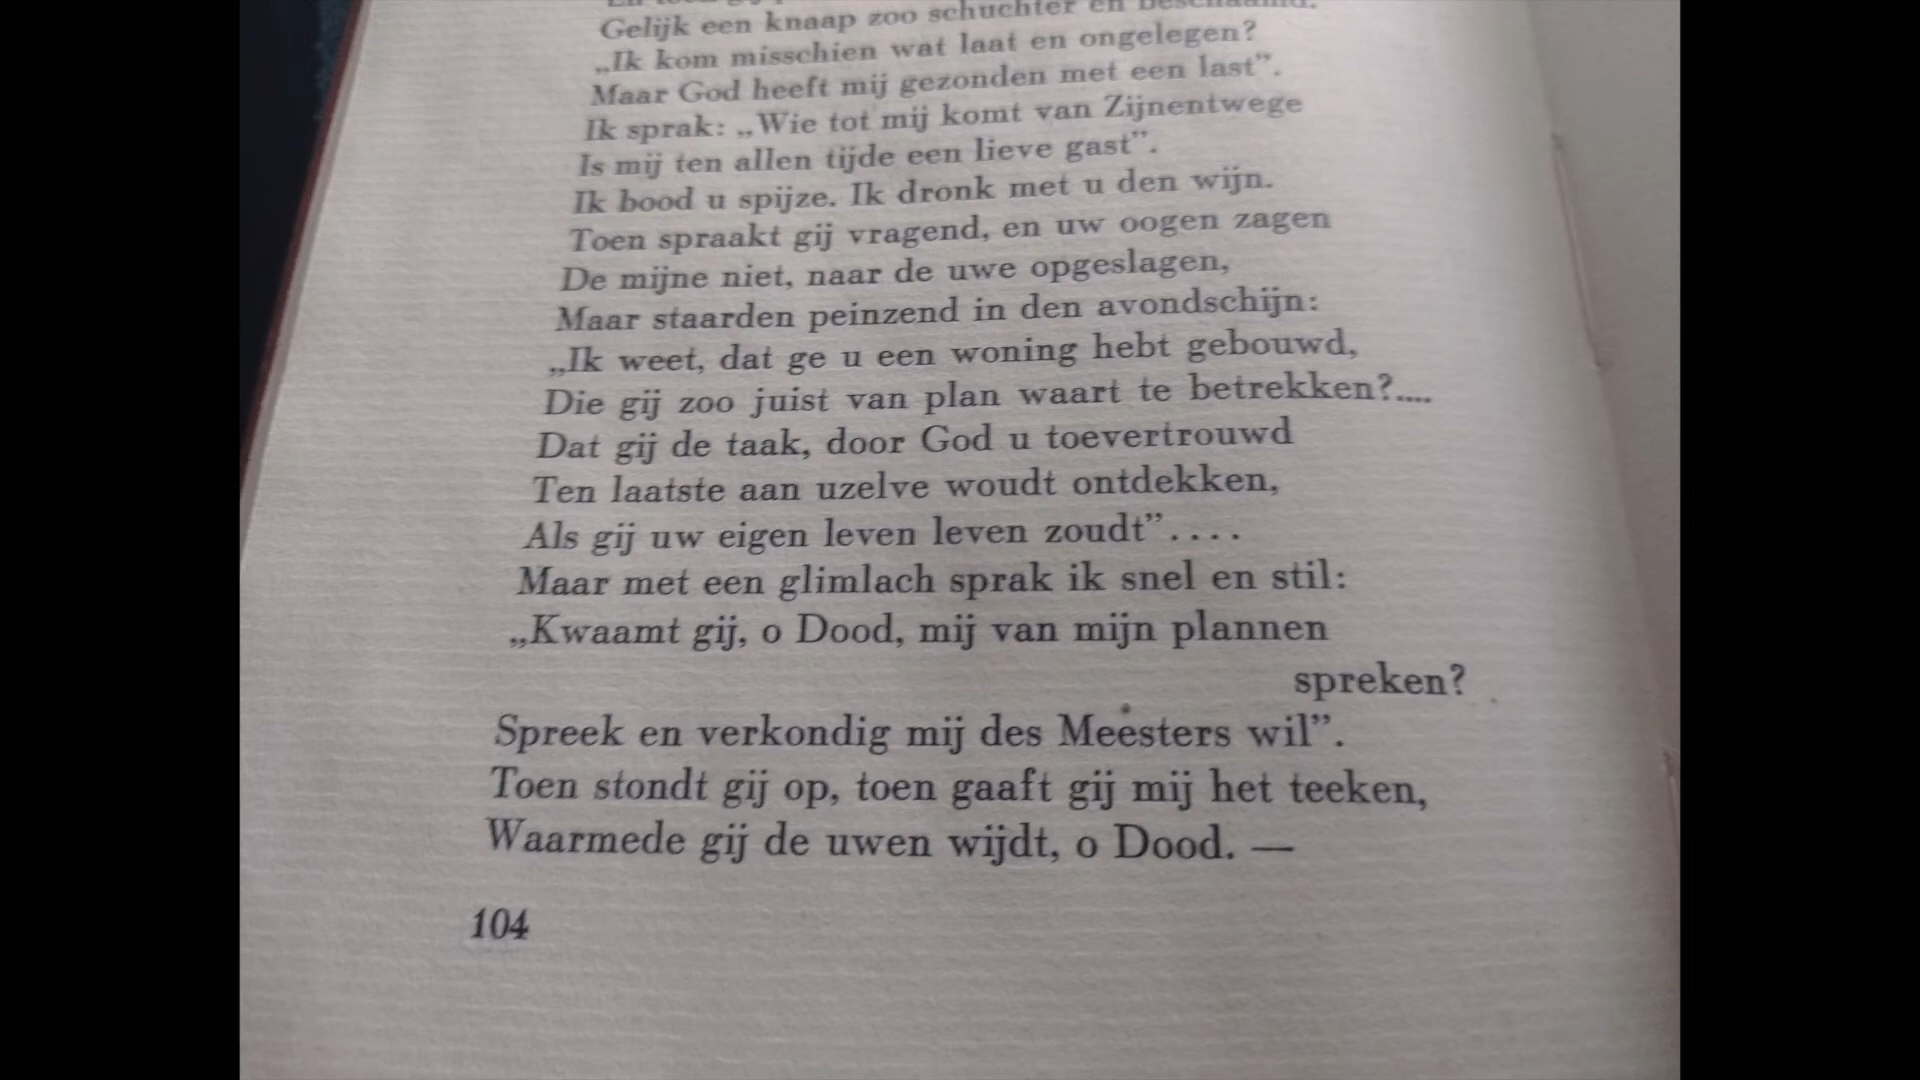 Gelijk een knaap zoo schuchter en beschaamd.
„Ik kom misschien wat laat en ongelegen?
Maar God heeft mij gezonden met een last”.
Ik sprak: „Wie tot mij komt van Zijnentwege
Is mij ten allen tijde een lieve gast”.
Ik bood u spijze. Ik dronk met u den wijn.
Toen spraakt gij vragend, en uw oogen zagen
De mijne niet, naar de uwe opgeslagen,
Maar staarden peinzend in den avondschijn:
„Ik weet, dat ge u een woning hebt gebouwd,
Die gij zoo juist van plan waart te betrekken?....
Dat gij de taak, door God u toevertrouwd
Ten laatste aan uzelve woudt ontdekken,
Als gij uw eigen leven leven zoudt”....
Maar met een glimlach sprak ik snel en stil:
„Kwaamt gij, o Dood, mij van mijn plannen
spreken?
Spreek en verkondig mij des Meesters wil”.
Toen stondt gij op, toen gaaft gij mij het teeken,
Waarmede gij de uwen wijdt, o Dood. —
104